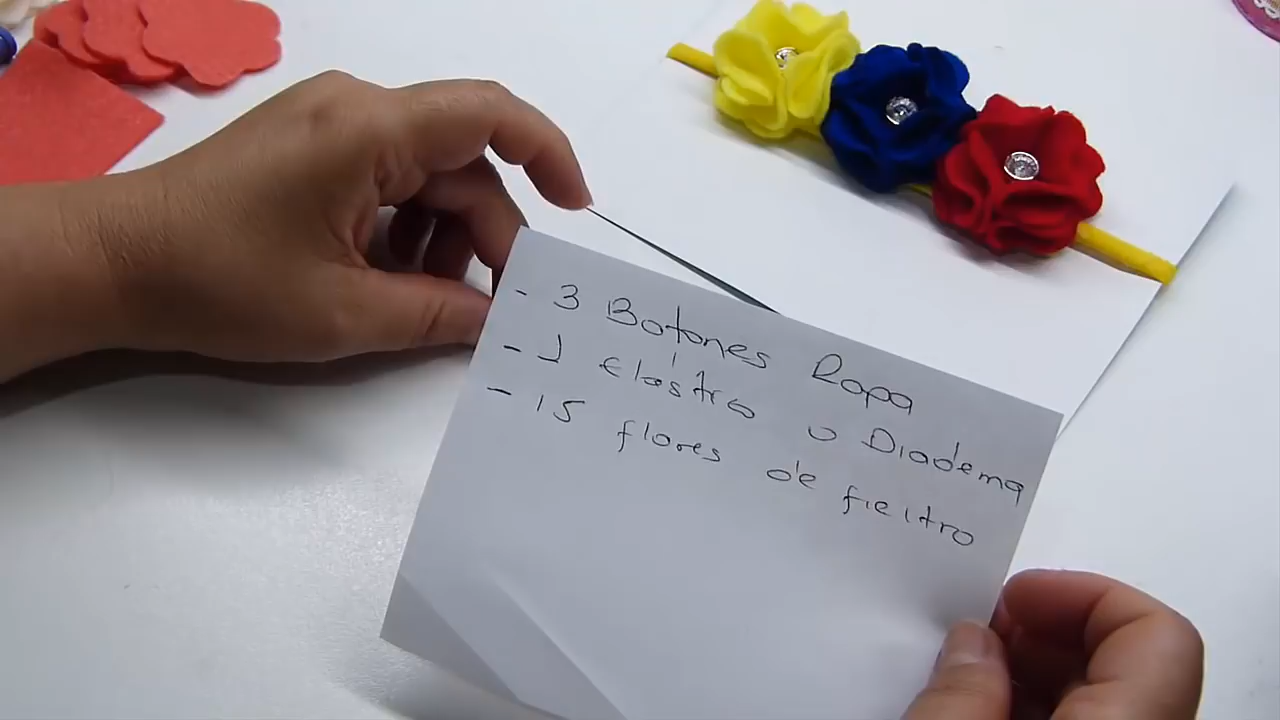 - 3 Botones Ropa
- 1 Elástico o Diadema
- 15 flores de fieltro